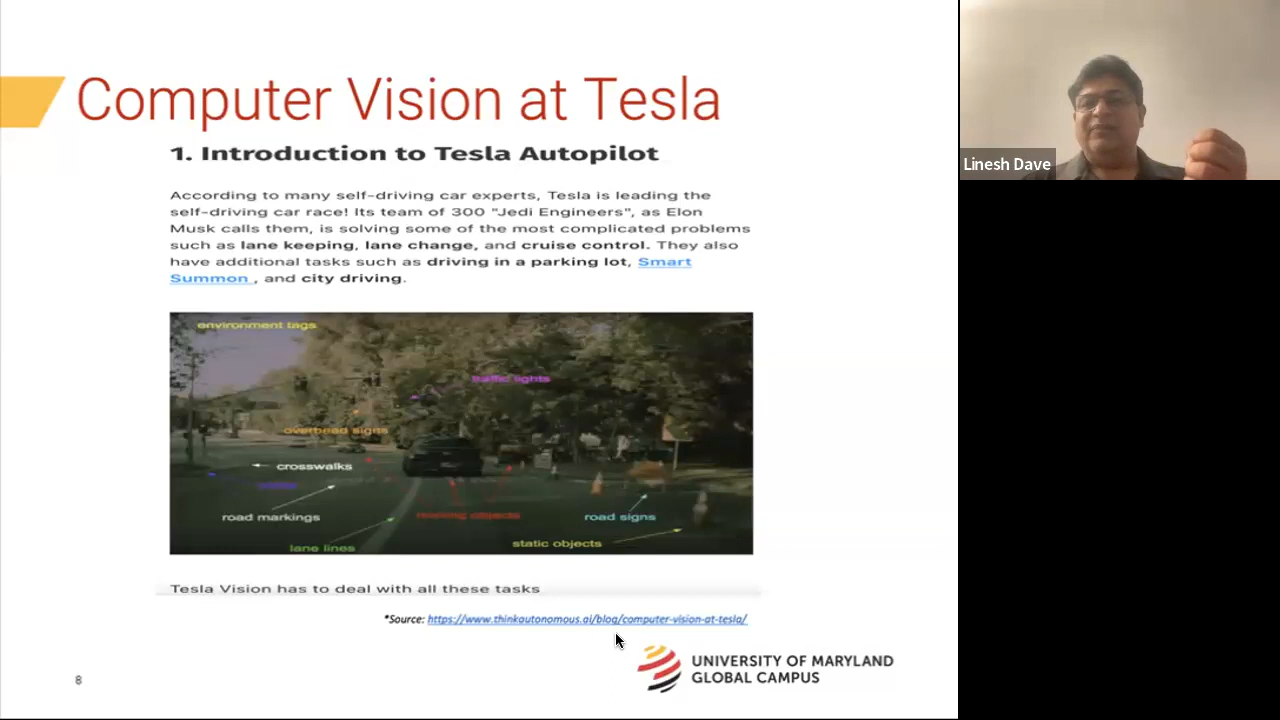 Computer Vision at Tesla
1. Introduction to Tesla Autopilot
According to many self-driving car experts, Tesla is leading the
self-driving car race! Its team of 300 "Jedi Engineers", as Elon
Musk calls them, is solving some of the most complicated problems
such as lane keeping, lane change, and cruise control. They also
have additional tasks such as driving in a parking lot, Smart
Summon , and city driving.
environment tags
traffic lights
overhead signs
crosswalks
road markings
moving objects
road signs
lane lines
static objects
Tesla Vision has to deal with all these tasks
*Source: https://www.thinkautonomous.ai/blog/computer-vision-at-tesla/
8
UNIVERSITY OF MARYLAND
GLOBAL CAMPUS
Linesh Dave